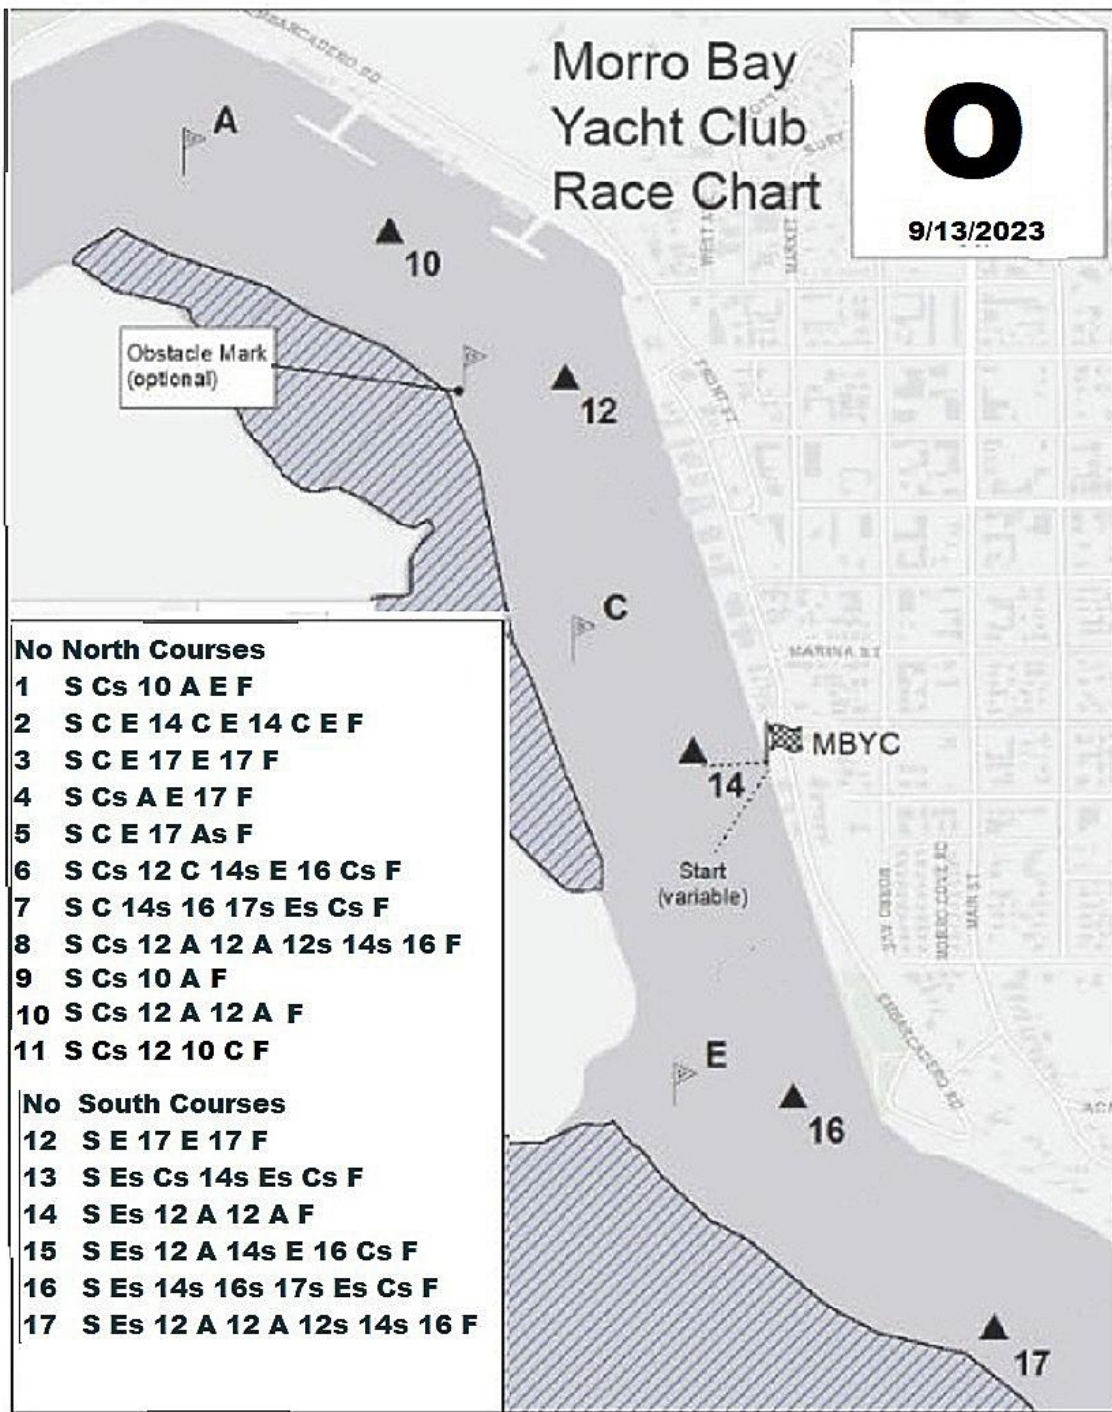 Morro Bay
Yacht Club
Race Chart
O
9/13/2023
EMBARCADERO RD
A
10
Obstacle Mark
(optional)
12
MARKET
FRONT ST
C
MARINA ST
MBYC
14
Start
(variable)
MORRO COVE RD
MAIN ST
E
16
17
No North Courses
1 S Cs 10 A E F
2 S C E 14 C E 14 C E F
3 S C E 17 E 17 F
4 S Cs A E 17 F
5 S C E 17 As F
6 S Cs 12 C 14s E 16 Cs F
7 S C 14s 16 17s Es Cs F
8 S Cs 12 A 12 A 12s 14s 16 F
9 S Cs 10 A F
10 S Cs 12 A 12 A F
11 S Cs 12 10 C F
No South Courses
12 S E 17 E 17 F
13 S Es Cs 14s Es Cs F
14 S Es 12 A 12 A F
15 S Es 12 A 14s E 16 Cs F
16 S Es 14s 16s 17s Es Cs F
17 S Es 12 A 12 A 12s 14s 16 F